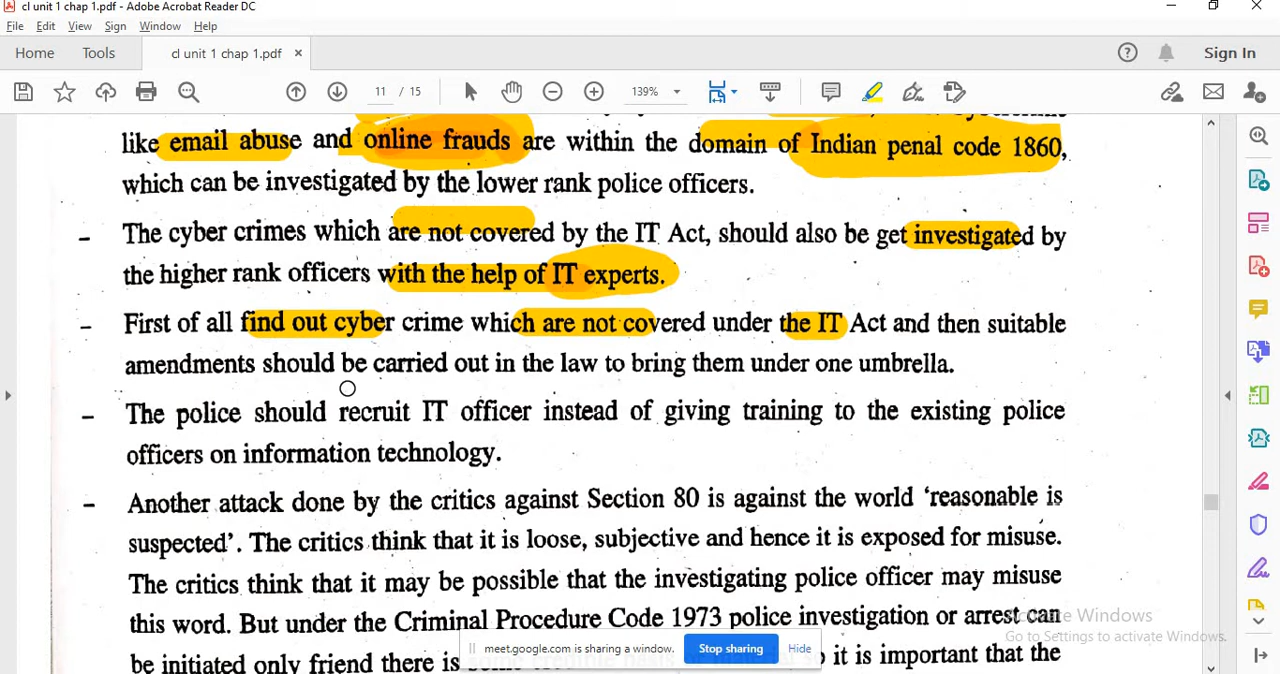 cl unit 1 chap 1.pdf - Adobe Acrobat Reader DC
File Edit View Sign Window Help
Home Tools cl unit 1 chap 1.pdf × Sign In
11 / 15 139%
like email abuse and online frauds are within the domain of Indian penal code 1860,
which can be investigated by the lower rank police officers.
- The cyber crimes which are not covered by the IT Act, should also be get investigated by
the higher rank officers with the help of IT experts.
- First of all find out cyber crime which are not covered under the IT Act and then suitable
amendments should be carried out in the law to bring them under one umbrella.
- The police should recruit IT officer instead of giving training to the existing police
officers on information technology.
- Another attack done by the critics against Section 80 is against the world ‘reasonable is
suspected’. The critics think that it is loose, subjective and hence it is exposed for misuse.
The critics think that it may be possible that the investigating police officer may misuse
this word. But under the Criminal Procedure Code 1973 police investigation or arrest can
Activate Windows
Go to Settings to activate Windows.
meet.google.com is sharing a window. Stop sharing Hide
be initiated only friend there is it is important that the